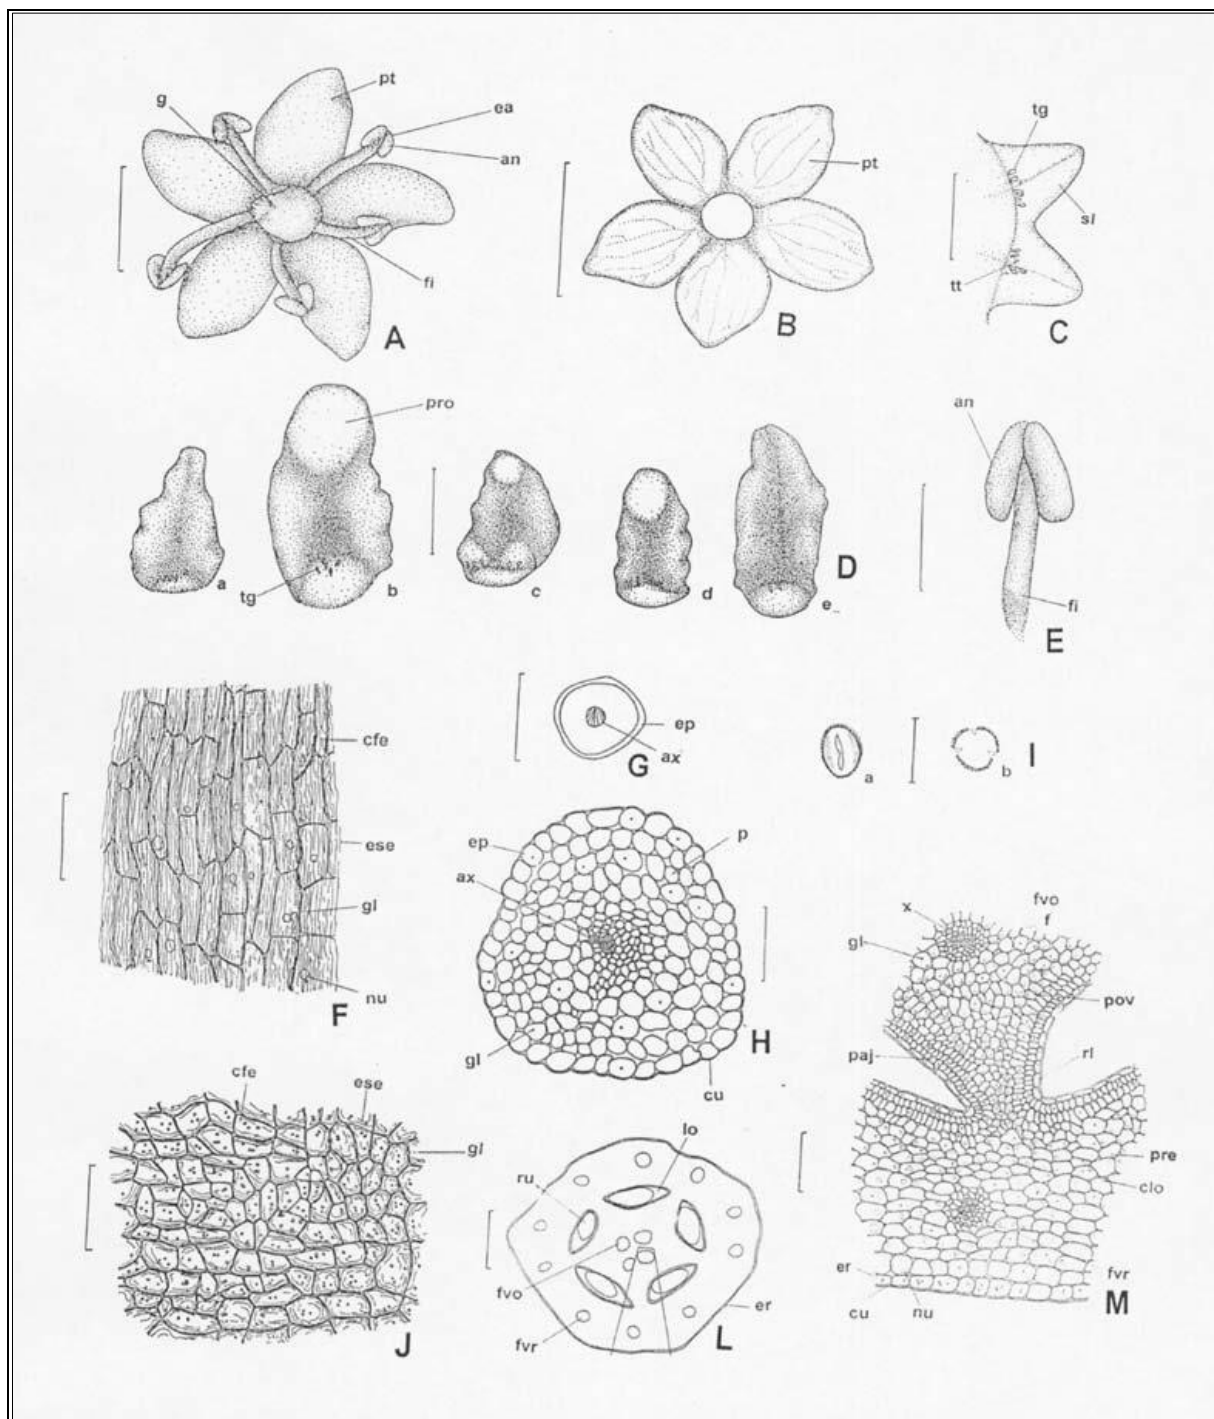 g
pt
ea
an
fi
A
pt
B
tg
sl
tt
C
pro
tg
a
b
c
d
e
D
an
fi
E
cfe
ese
gl
nu
F
ep
ax
G
a
b
I
ep
ax
p
gl
cu
H
x
fvo
f
gl
pov
paj
rl
pre
clo
er
cu
nu
fvr
M
cfe
ese
gl
J
lo
ru
fvo
fvr
er
L